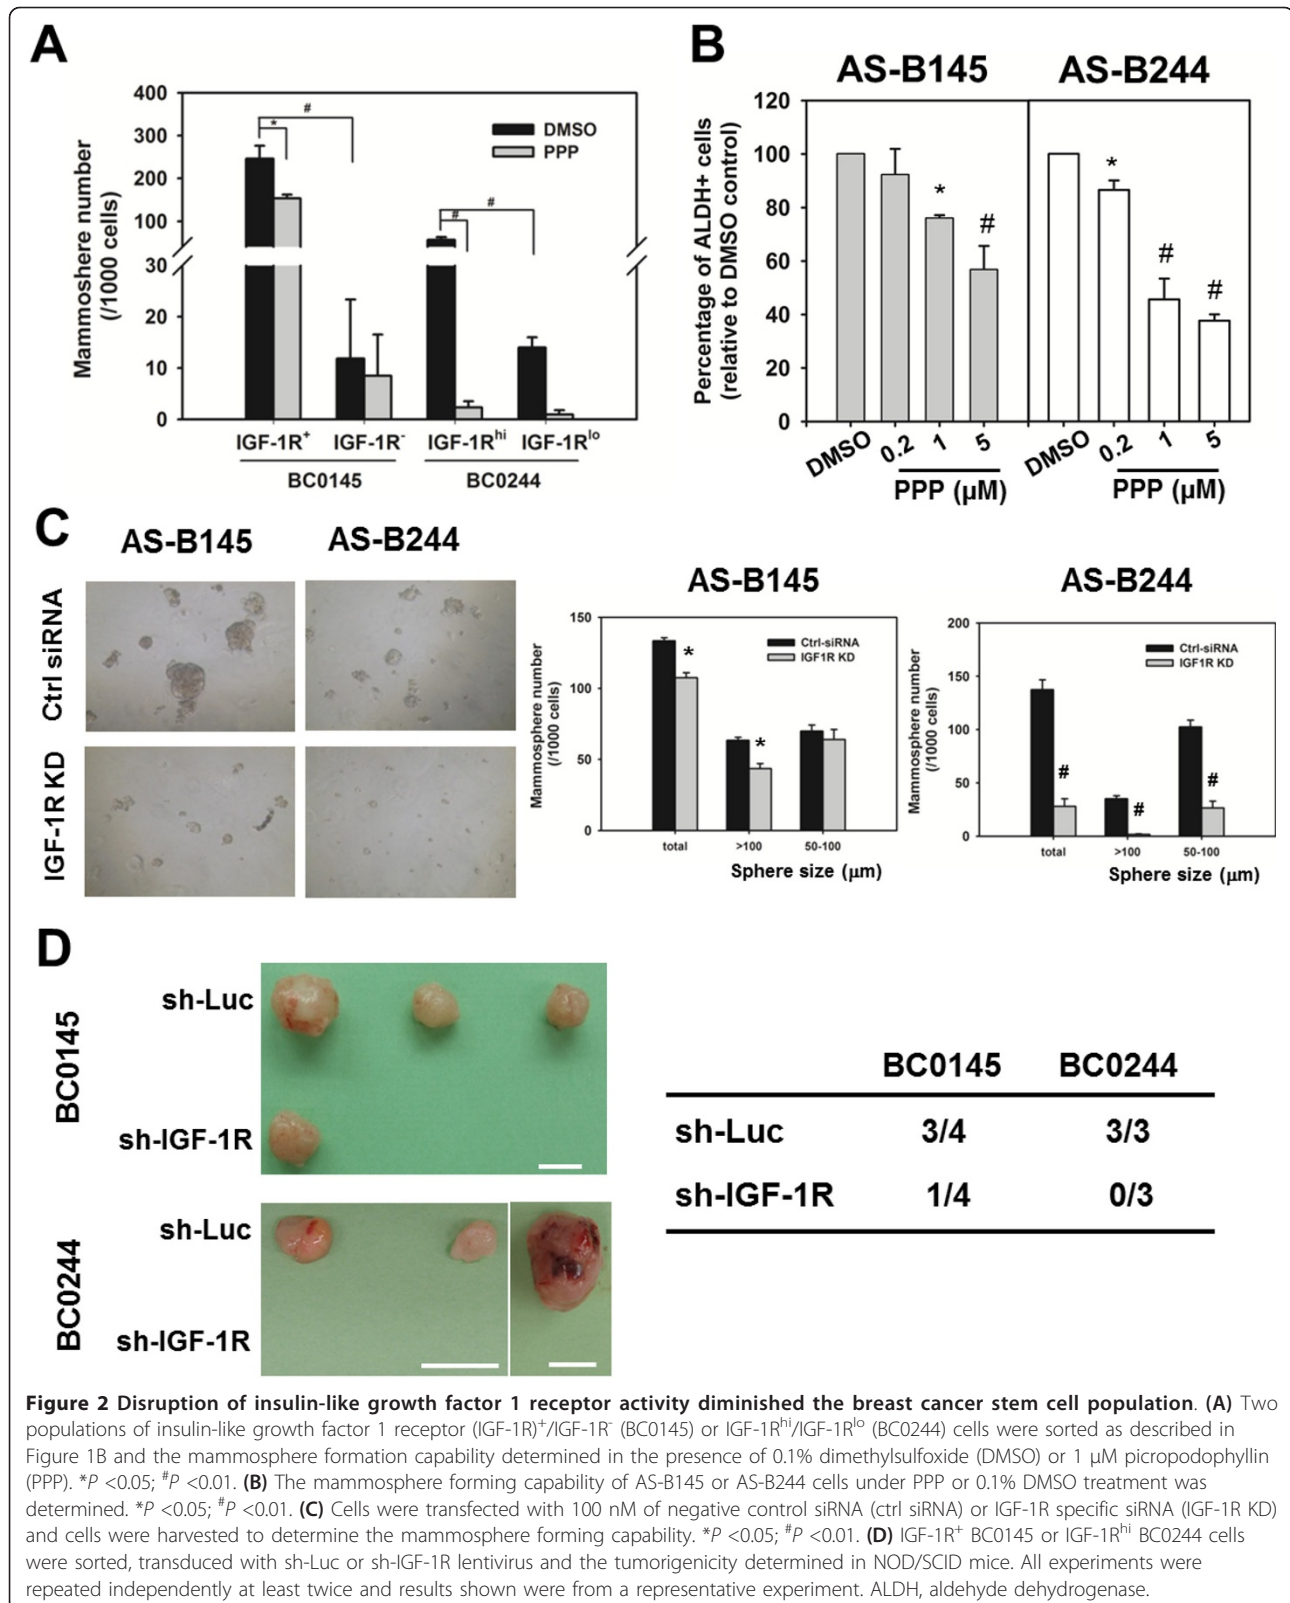 A
400
300
200
100
30
20
10
0
Mammoshere number
(/1000 cells)
DMSO
PPP
#
*
#
#
IGF-1R⁺ IGF-1R⁻ IGF-1Rʰⁱ IGF-1Rˡᵒ
BC0145 BC0244
B
AS-B145 AS-B244
Percentage of ALDH+ cells
(relative to DMSO control)
120
100
80
60
40
20
0
* # * # #
DMSO 0.2 1 5 DMSO 0.2 1 5
PPP (μM) PPP (μM)
C
AS-B145 AS-B244
Ctrl siRNA
IGF-1R KD
AS-B145
Mammosphere number
(/1000 cells)
150
100
50
0
Ctrl-siRNA
IGF1R KD
* *
total >100 50-100
Sphere size (μm)
AS-B244
Mammosphere number
(/1000 cells)
200
150
100
50
0
Ctrl-siRNA
IGF1R KD
# # #
total >100 50-100
Sphere size (μm)
D
BC0145
sh-Luc
sh-IGF-1R
BC0244
sh-Luc
sh-IGF-1R
BC0145 BC0244
sh-Luc 3/4 3/3
sh-IGF-1R 1/4 0/3
Figure 2 Disruption of insulin-like growth factor 1 receptor activity diminished the breast cancer stem cell population. (A) Two
populations of insulin-like growth factor 1 receptor (IGF-1R)⁺/IGF-1R⁻ (BC0145) or IGF-1Rʰⁱ/IGF-1Rˡᵒ (BC0244) cells were sorted as described in
Figure 1B and the mammosphere formation capability determined in the presence of 0.1% dimethylsulfoxide (DMSO) or 1 μM picropodophyllin
(PPP). *P <0.05; #P <0.01. (B) The mammosphere forming capability of AS-B145 or AS-B244 cells under PPP or 0.1% DMSO treatment was
determined. *P <0.05; #P <0.01. (C) Cells were transfected with 100 nM of negative control siRNA (ctrl siRNA) or IGF-1R specific siRNA (IGF-1R KD)
and cells were harvested to determine the mammosphere forming capability. *P <0.05; #P <0.01. (D) IGF-1R⁺ BC0145 or IGF-1Rʰⁱ BC0244 cells
were sorted, transduced with sh-Luc or sh-IGF-1R lentivirus and the tumorigenicity determined in NOD/SCID mice. All experiments were
repeated independently at least twice and results shown were from a representative experiment. ALDH, aldehyde dehydrogenase.